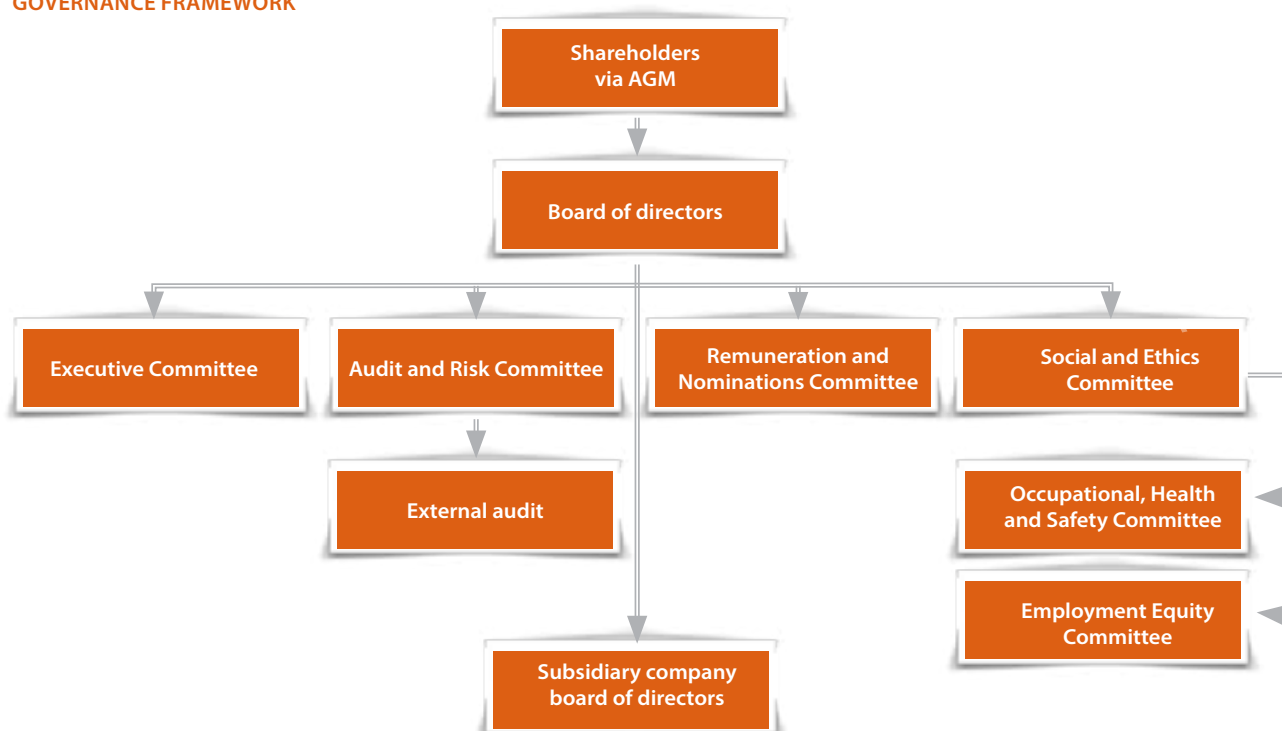 GOVERNANCE FRAMEWORK
Shareholders
via AGM
Board of directors
Executive Committee
Audit and Risk Committee
Remuneration and
Nominations Committee
Social and Ethics
Committee
External audit
Occupational, Health
and Safety Committee
Employment Equity
Committee
Subsidiary company
board of directors